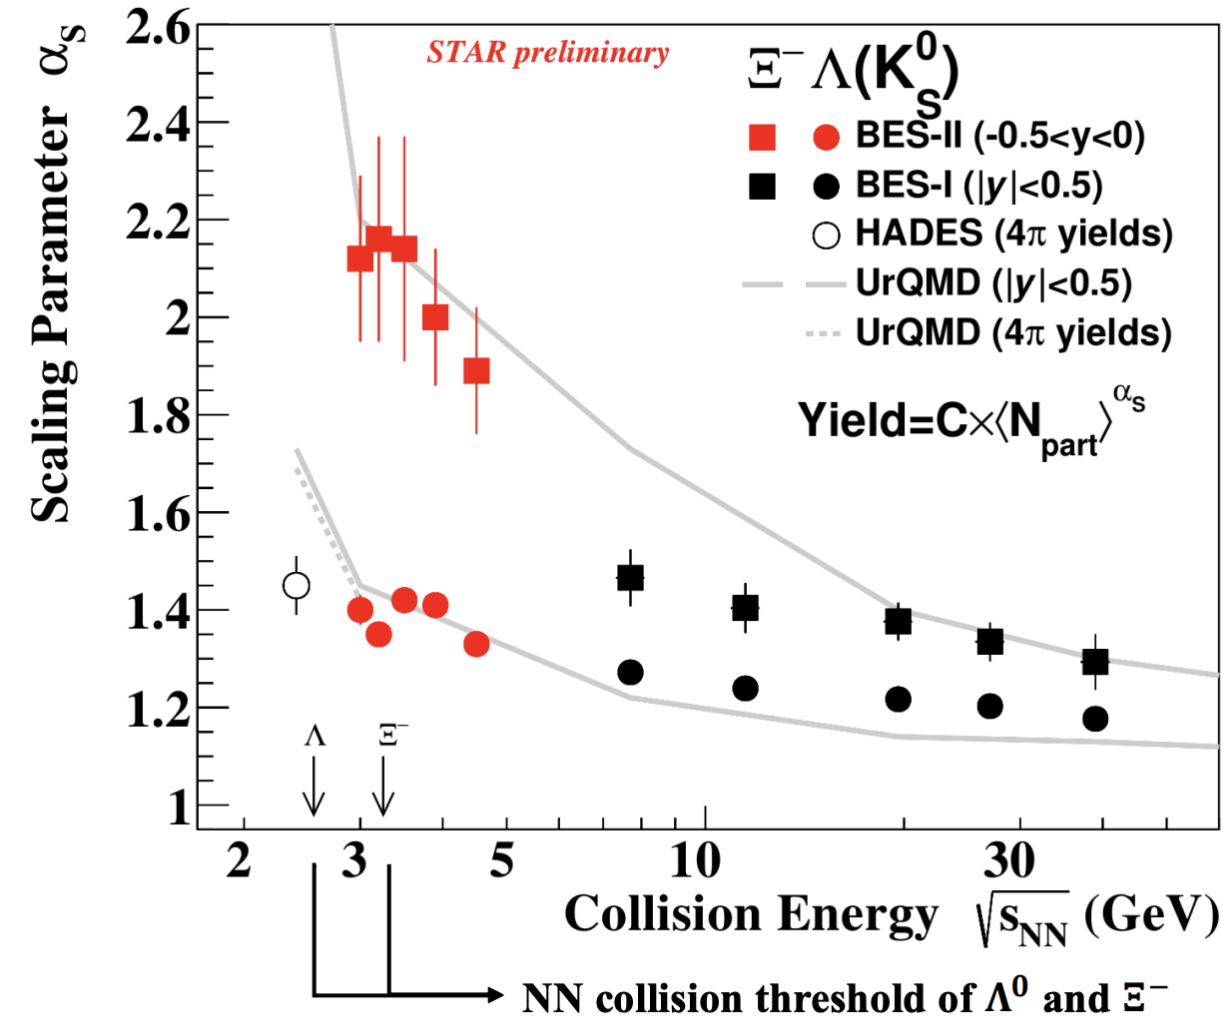 STAR preliminary
Ξ⁻ Λ(K⁰S)
BES-II (-0.5<y<0)
BES-I (|y|<0.5)
HADES (4π yields)
UrQMD (|y|<0.5)
UrQMD (4π yields)
Yield=C×⟨Npart⟩^αS
Scaling Parameter αS
2.6
2.4
2.2
2
1.8
1.6
1.4
1.2
1
Λ Ξ⁻
2 3 5 10 30
Collision Energy √sNN (GeV)
NN collision threshold of Λ⁰ and Ξ⁻